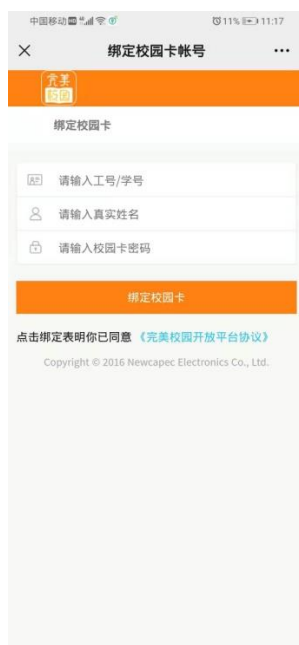 中国移动 HD 4G 11% 11:17
绑定校园卡帐号
完美校园
绑定校园卡
请输入工号/学号
请输入真实姓名
请输入校园卡密码
绑定校园卡
点击绑定表明你已同意《完美校园开放平台协议》
Copyright © 2016 Newcapec Electronics Co., Ltd.